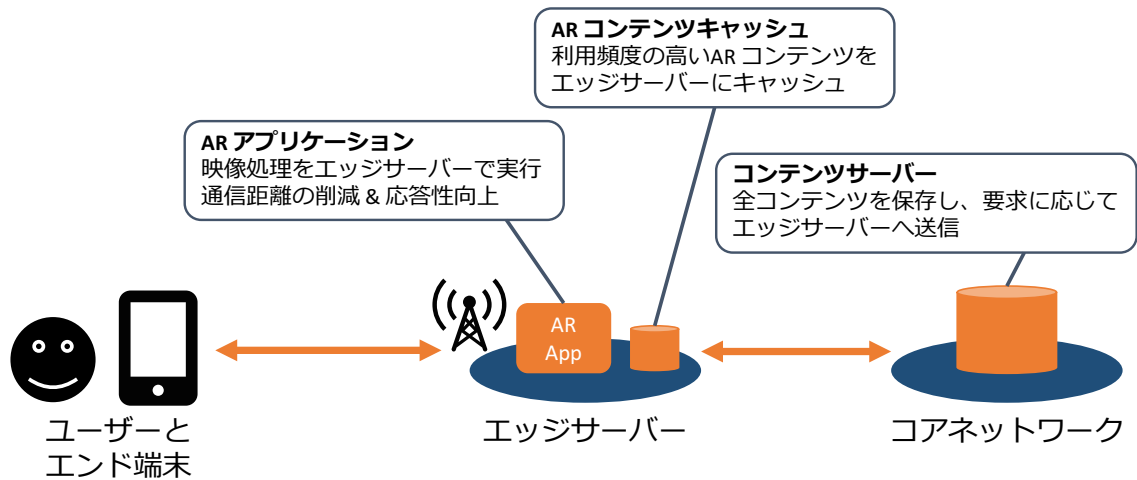 AR コンテンツキャッシュ
利用頻度の高いAR コンテンツを
エッジサーバーにキャッシュ
AR アプリケーション
映像処理をエッジサーバーで実行
通信距離の削減 & 応答性向上
コンテンツサーバー
全コンテンツを保存し、要求に応じて
エッジサーバーへ送信
AR
App
ユーザーと
エンド端末
エッジサーバー
コアネットワーク